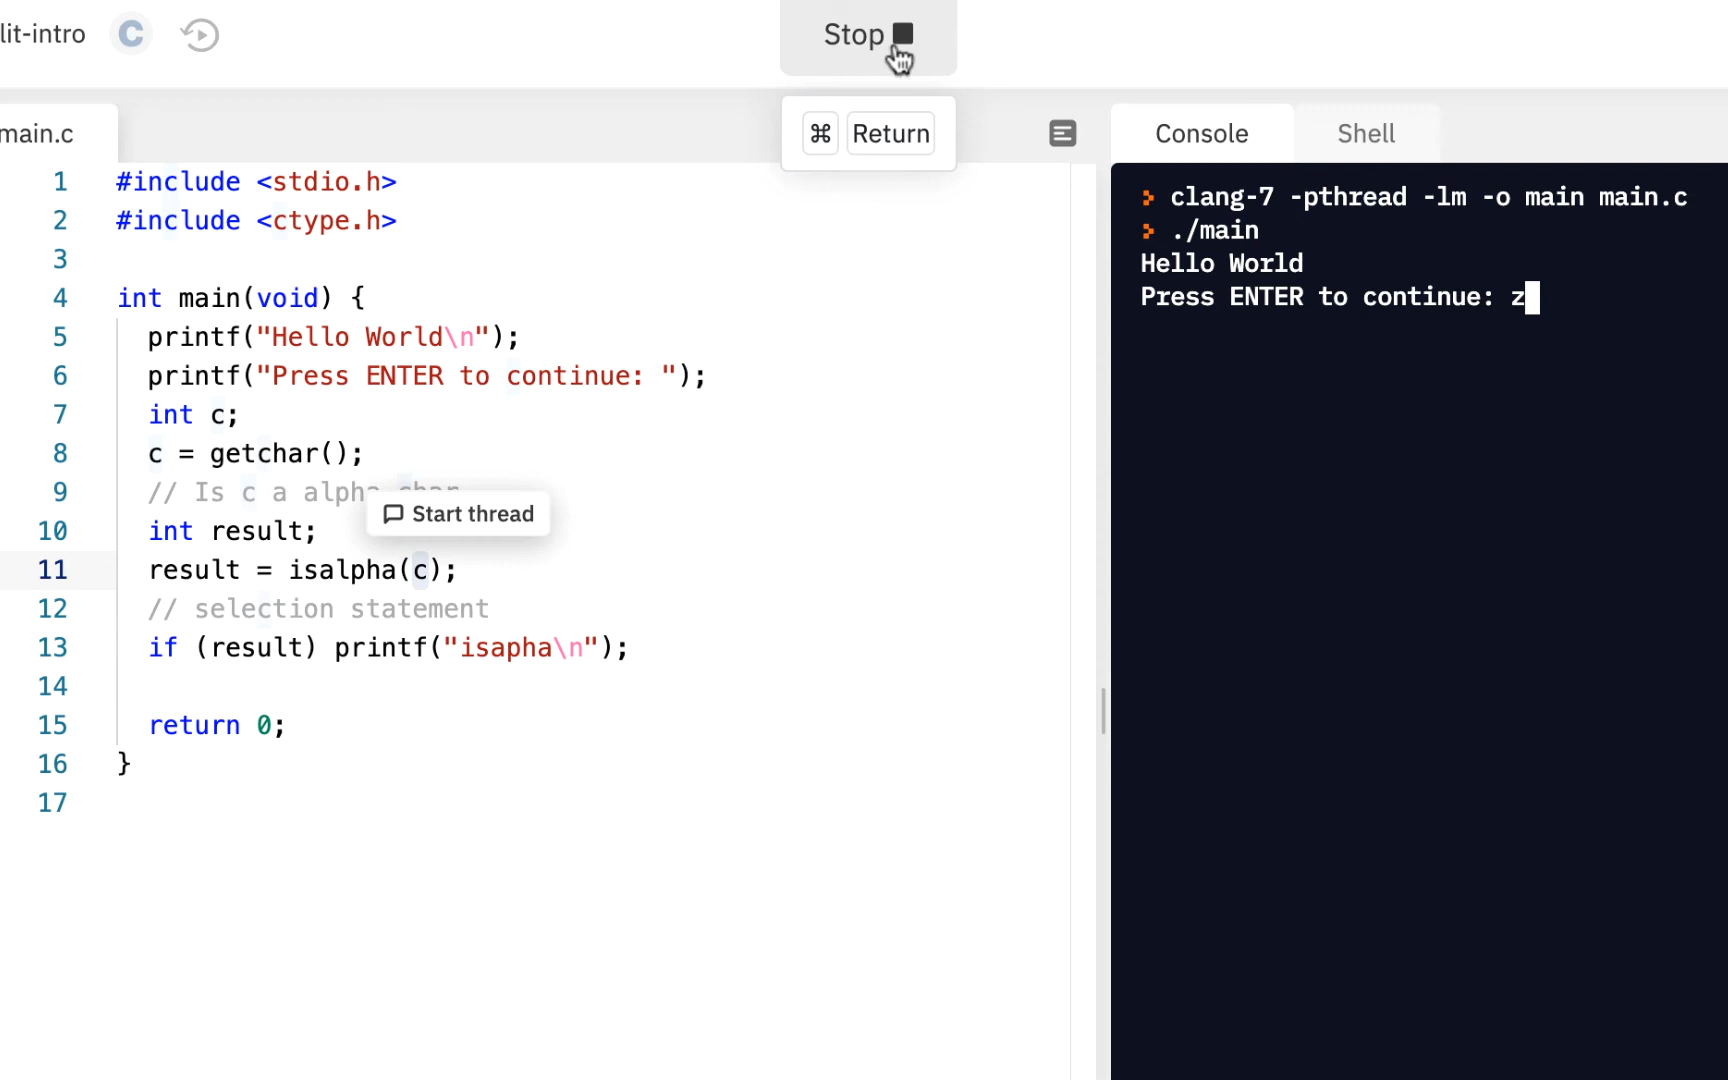 lit-intro C
Stop
⌘ Return
main.c
Console Shell
1 #include <stdio.h>
2 #include <ctype.h>
3
4 int main(void) {
5 printf("Hello World\n");
6 printf("Press ENTER to continue: ");
7 int c;
8 c = getchar();
9 // Is c a alpha char
Start thread
10 int result;
11 result = isalpha(c);
12 // selection statement
13 if (result) printf("isapha\n");
14
15 return 0;
16 }
17
clang-7 -pthread -lm -o main main.c
./main
Hello World
Press ENTER to continue: z